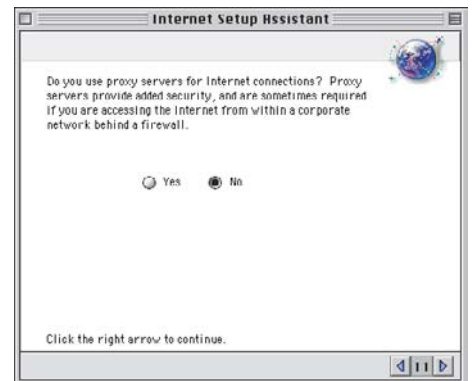 Internet Setup Assistant
Do you use proxy servers for Internet connections? Proxy
servers provide added security, and are sometimes required
if you are accessing the Internet from within a corporate
network behind a firewall.
Yes No
Click the right arrow to continue.
11